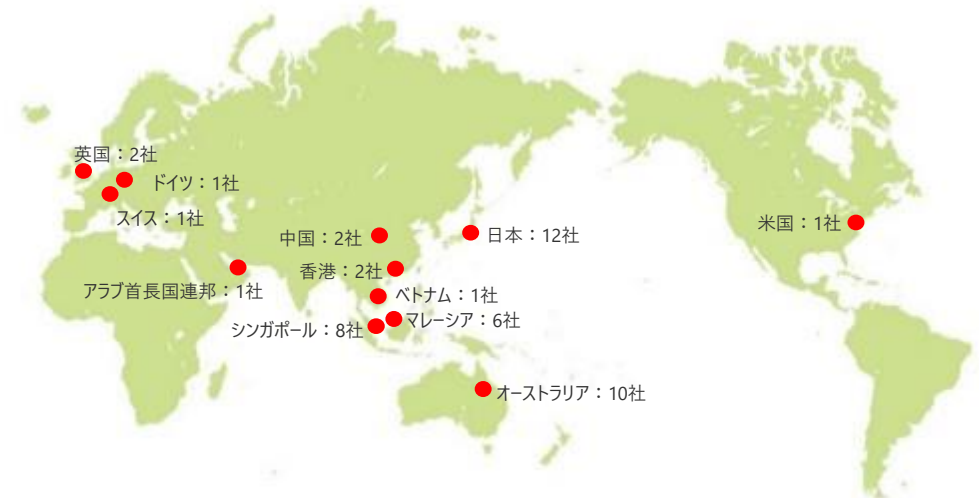 英国：2社
ドイツ：1社
スイス：1社
中国：2社
日本：12社
米国：1社
香港：2社
アラブ首長国連邦：1社
ベトナム：1社
マレーシア：6社
シンガポール：8社
オーストラリア：10社